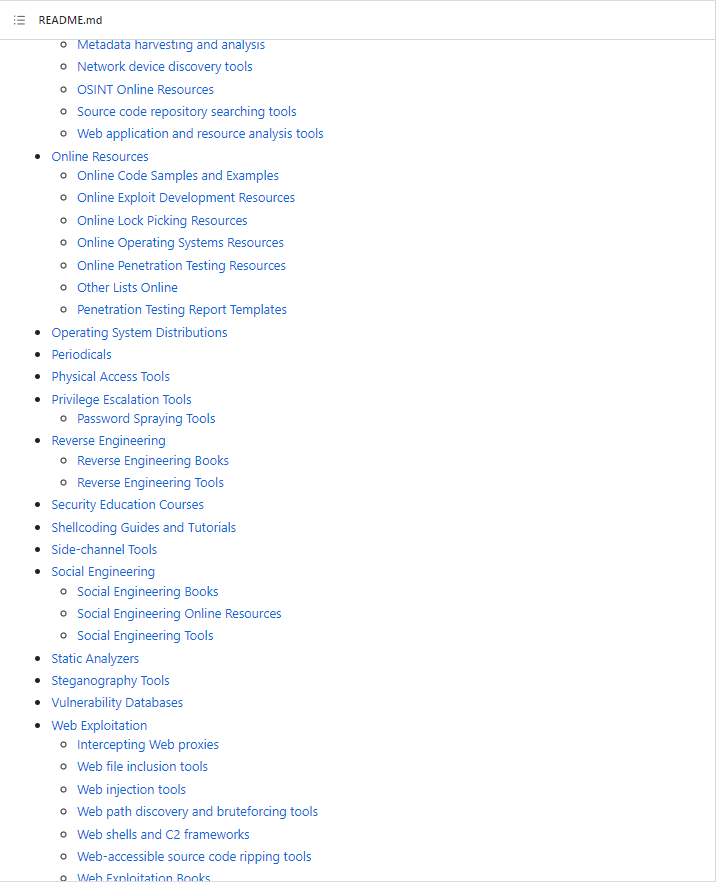 README.md
Metadata harvesting and analysis
Network device discovery tools
OSINT Online Resources
Source code repository searching tools
Web application and resource analysis tools
Online Resources
Online Code Samples and Examples
Online Exploit Development Resources
Online Lock Picking Resources
Online Operating Systems Resources
Online Penetration Testing Resources
Other Lists Online
Penetration Testing Report Templates
Operating System Distributions
Periodicals
Physical Access Tools
Privilege Escalation Tools
Password Spraying Tools
Reverse Engineering
Reverse Engineering Books
Reverse Engineering Tools
Security Education Courses
Shellcoding Guides and Tutorials
Side-channel Tools
Social Engineering
Social Engineering Books
Social Engineering Online Resources
Social Engineering Tools
Static Analyzers
Steganography Tools
Vulnerability Databases
Web Exploitation
Intercepting Web proxies
Web file inclusion tools
Web injection tools
Web path discovery and bruteforcing tools
Web shells and C2 frameworks
Web-accessible source code ripping tools
Web Exploitation Books